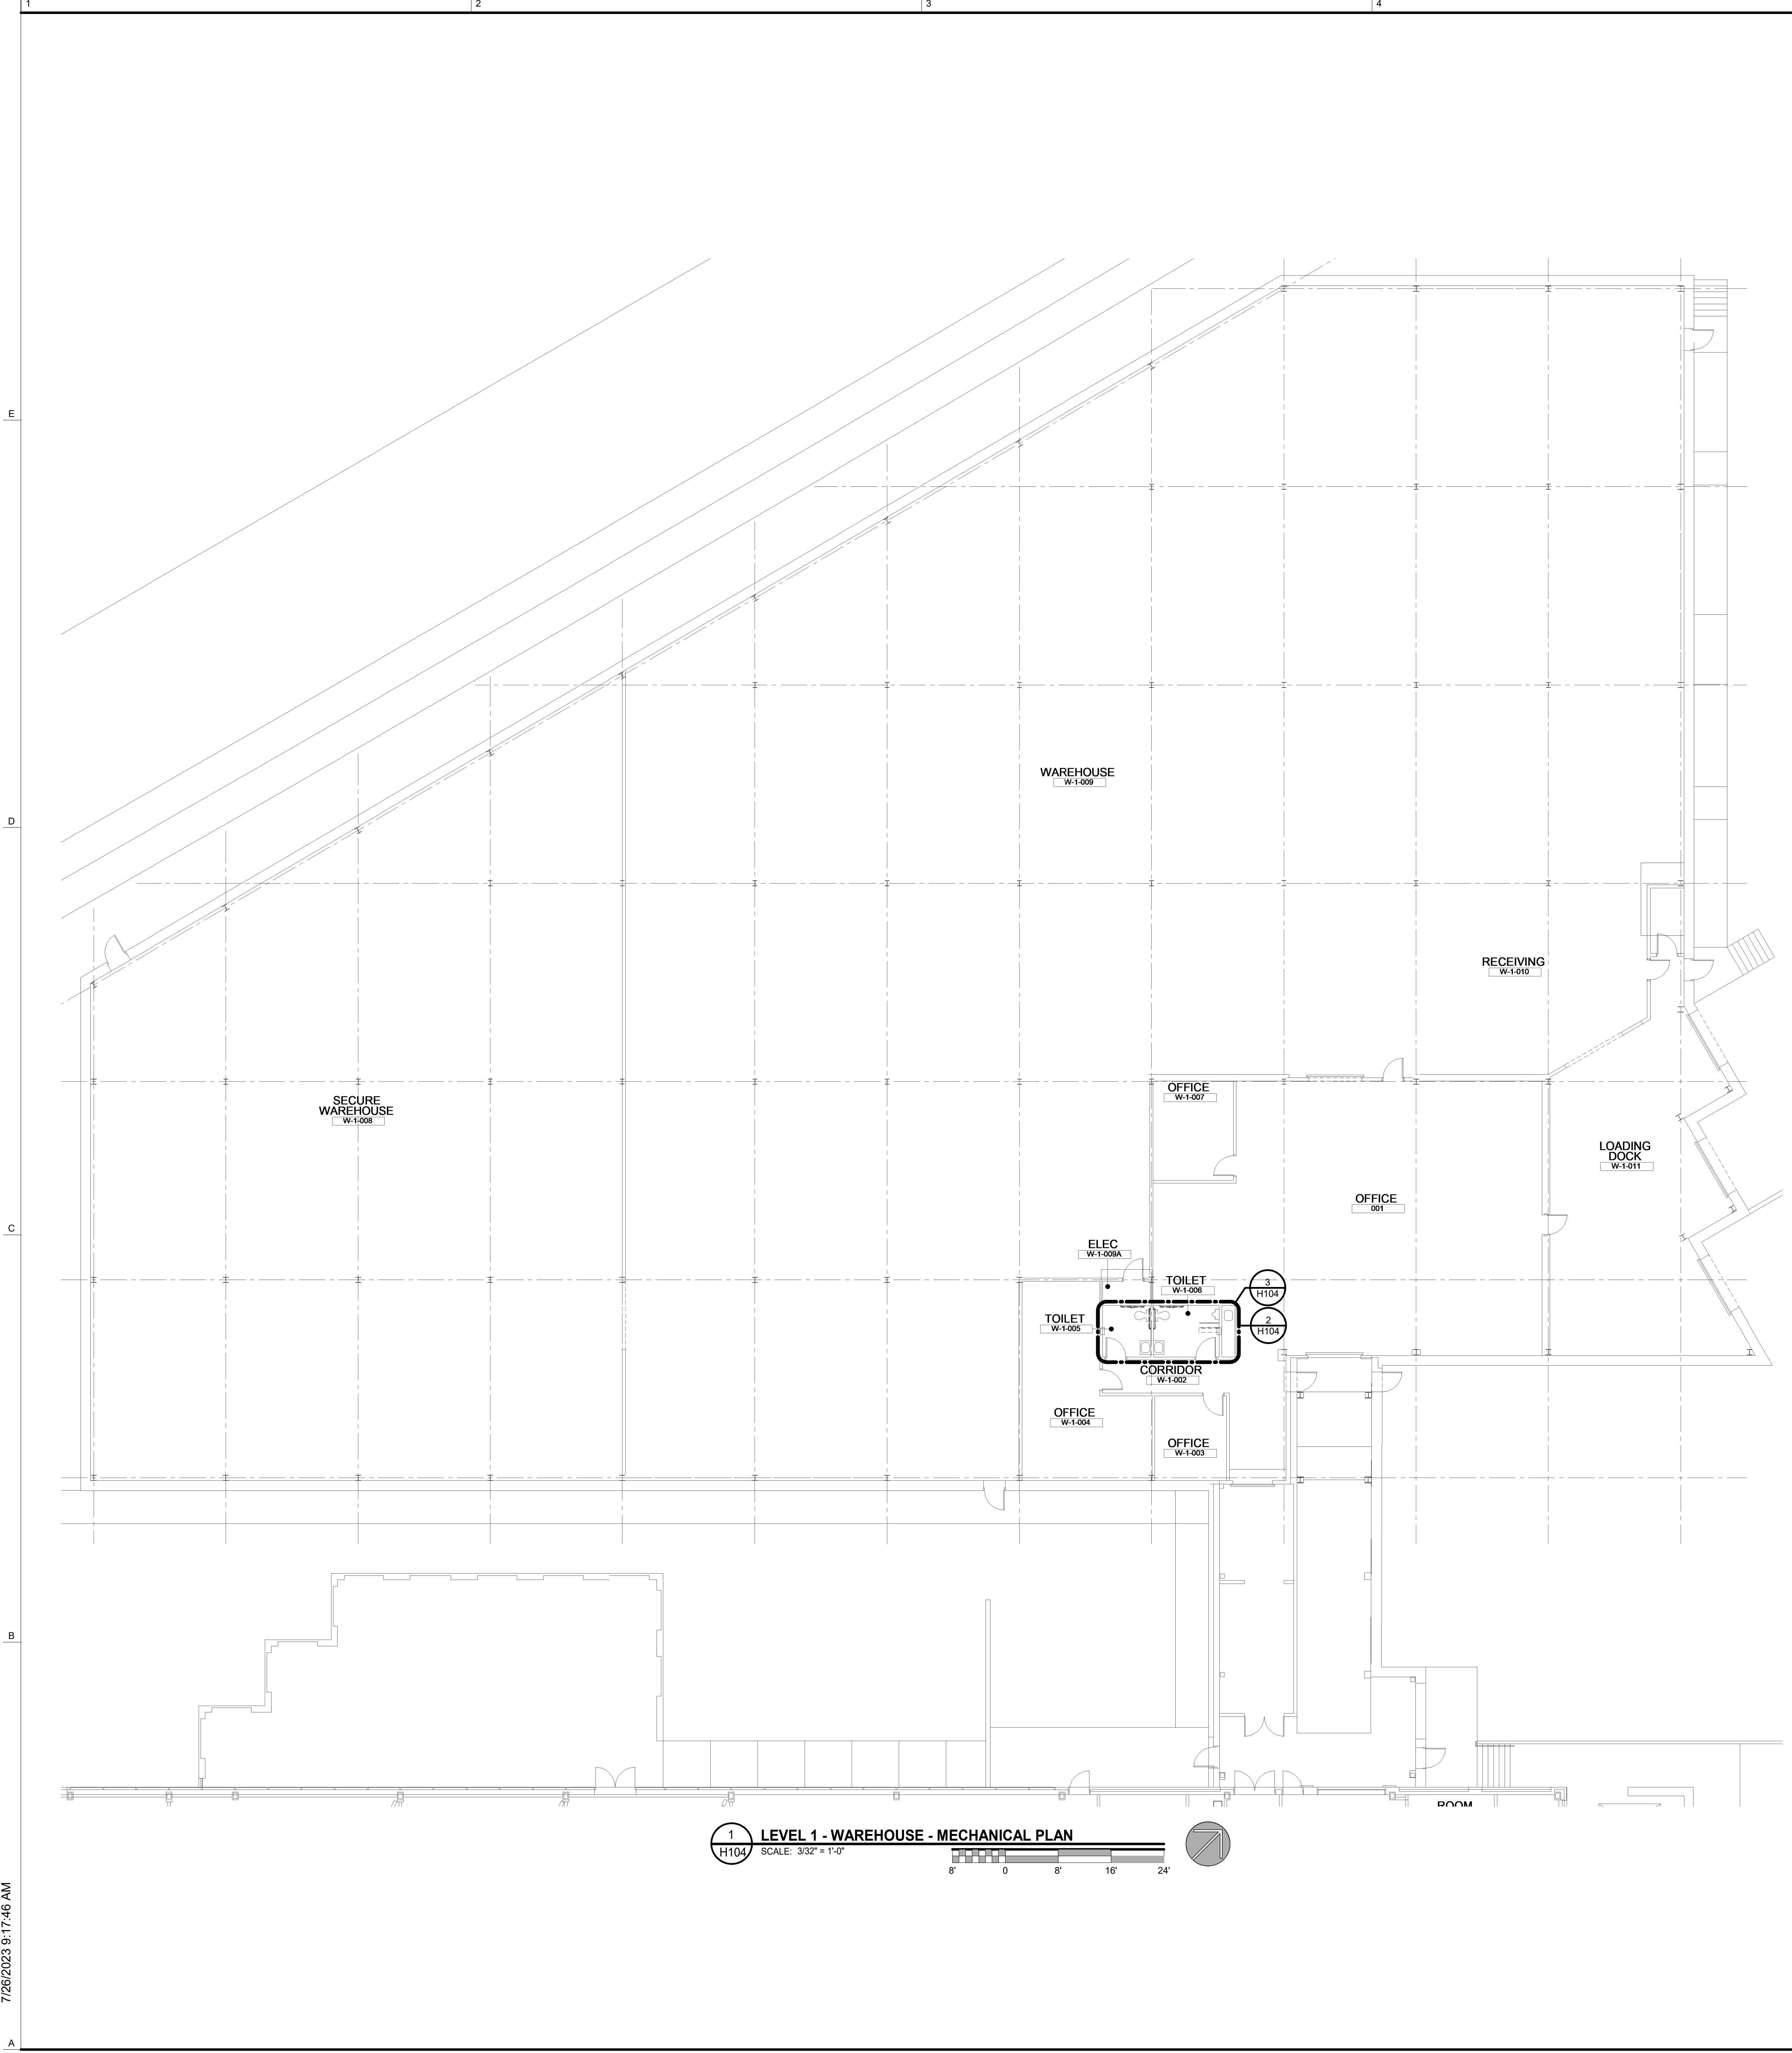 1
2
3
4
E
D
C
B
A
WAREHOUSE
W-1-009
RECEIVING
W-1-010
SECURE
WAREHOUSE
W-1-008
OFFICE
W-1-007
LOADING
DOCK
W-1-011
OFFICE
001
ELEC
W-1-009A
TOILET
W-1-006
3
H104
TOILET
W-1-005
2
H104
CORRIDOR
W-1-002
OFFICE
W-1-004
OFFICE
W-1-003
ROOM
1
H104
LEVEL 1 - WAREHOUSE - MECHANICAL PLAN
SCALE: 3/32" = 1'-0"
8' 0 8' 16' 24'
7/26/2023 9:17:46 AM